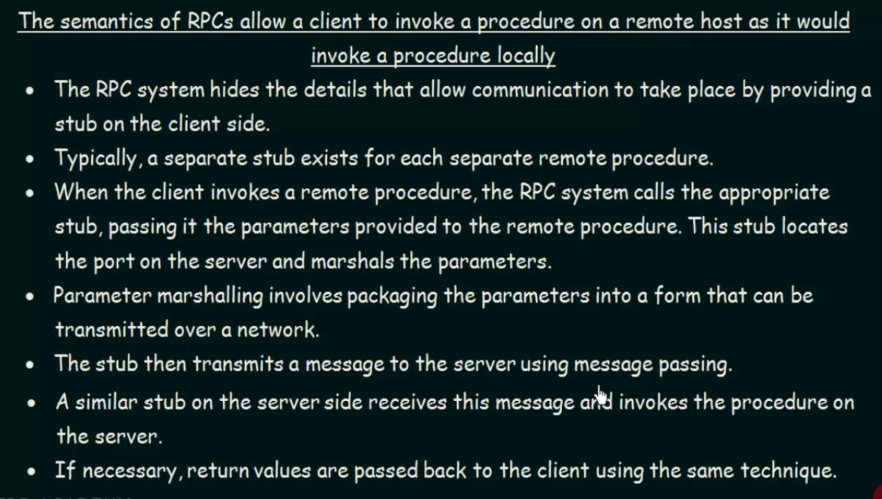 The semantics of RPCs allow a client to invoke a procedure on a remote host as it would
invoke a procedure locally
• The RPC system hides the details that allow communication to take place by providing a
stub on the client side.
• Typically, a separate stub exists for each separate remote procedure.
• When the client invokes a remote procedure, the RPC system calls the appropriate
stub, passing it the parameters provided to the remote procedure. This stub locates
the port on the server and marshals the parameters.
• Parameter marshalling involves packaging the parameters into a form that can be
transmitted over a network.
• The stub then transmits a message to the server using message passing.
• A similar stub on the server side receives this message and invokes the procedure on
the server.
• If necessary, return values are passed back to the client using the same technique.